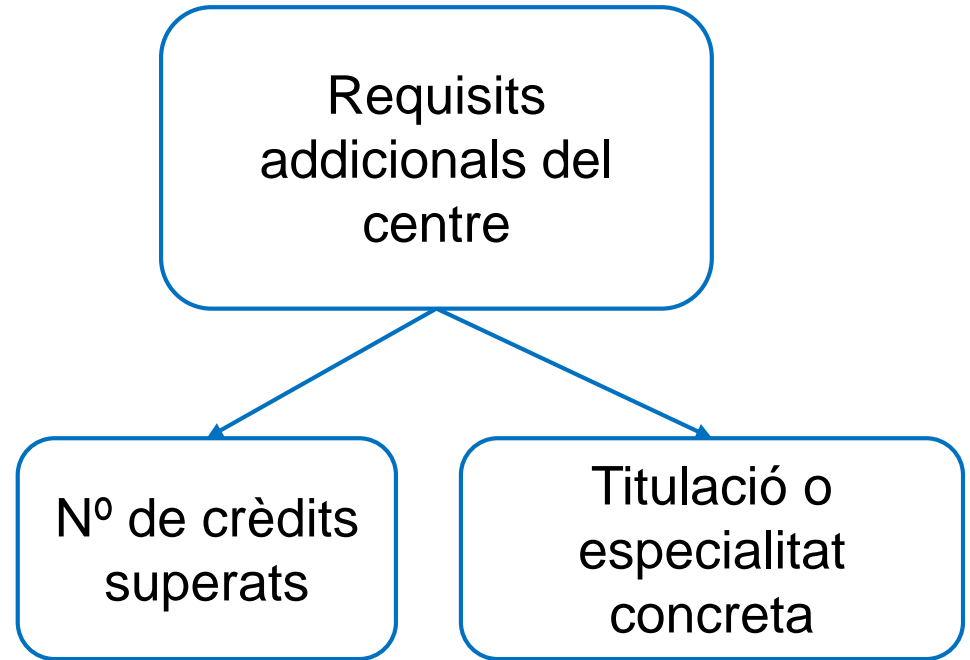 Requisits
addicionals del
centre
Nº de crèdits
superats
Titulació o
especialitat
concreta